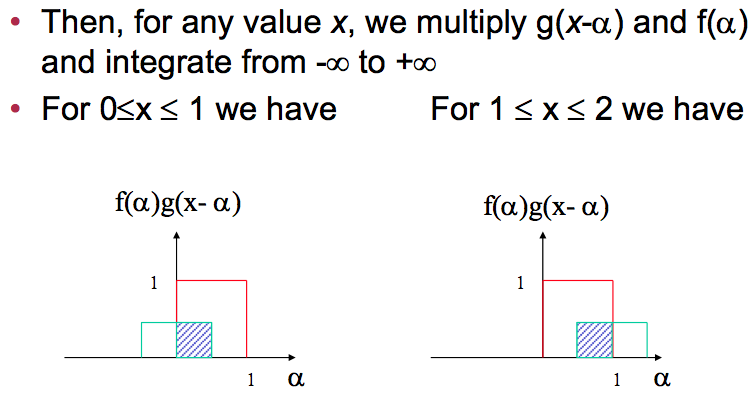 • Then, for any value x, we multiply g(x-α) and f(α)
and integrate from -∞ to +∞
• For 0≤x ≤ 1 we have For 1 ≤ x ≤ 2 we have
f(α)g(x- α) f(α)g(x- α)
1 1
1 α 1 α